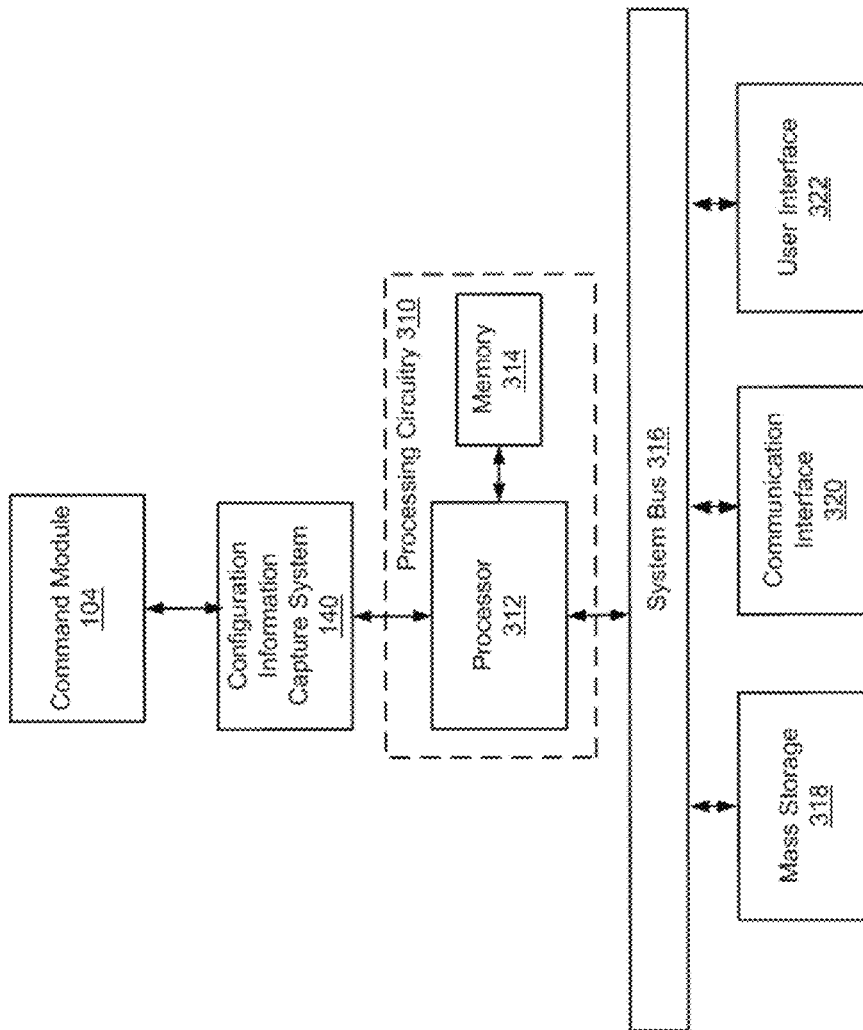 Command Module
104
Configuration
Information
Capture System
140
Processing Circuitry 310
Processor
312
Memory
314
System Bus 316
Mass Storage
318
Communication
Interface
320
User Interface
322